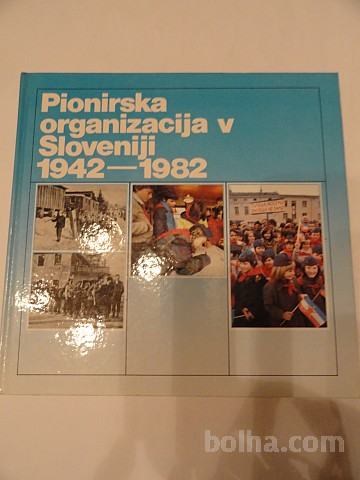 Pionirska
organizacija v
Sloveniji
1942—1982
bolha.com